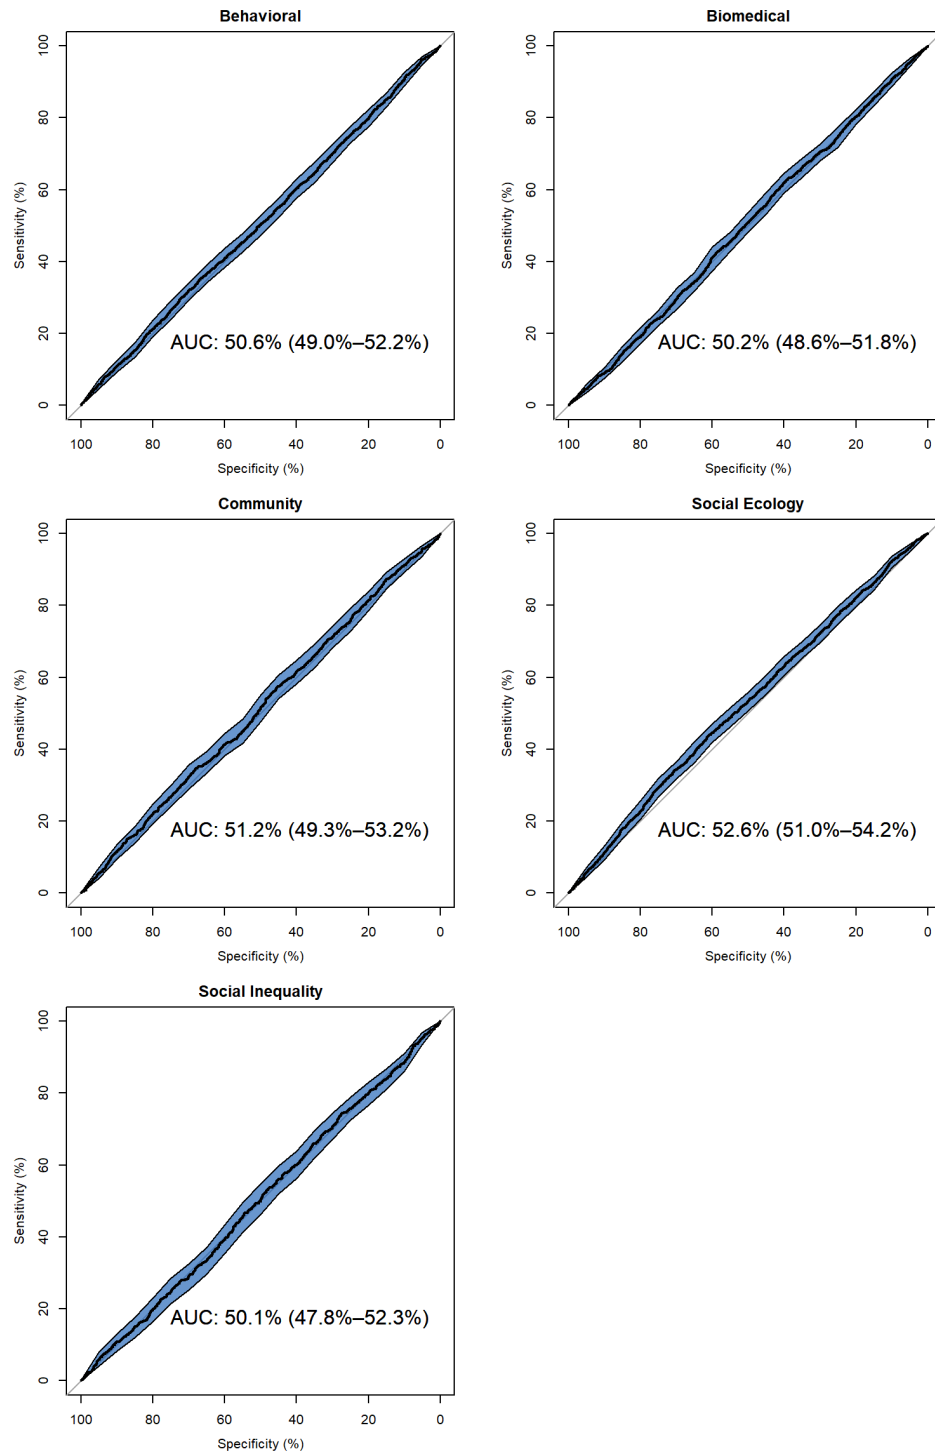 Behavioral
Sensitivity (%)
100
80
60
40
20
0
AUC: 50.6% (49.0%–52.2%)
100 80 60 40 20 0
Specificity (%)
Biomedical
Sensitivity (%)
100
80
60
40
20
0
AUC: 50.2% (48.6%–51.8%)
100 80 60 40 20 0
Specificity (%)
Community
Sensitivity (%)
100
80
60
40
20
0
AUC: 51.2% (49.3%–53.2%)
100 80 60 40 20 0
Specificity (%)
Social Ecology
Sensitivity (%)
100
80
60
40
20
0
AUC: 52.6% (51.0%–54.2%)
100 80 60 40 20 0
Specificity (%)
Social Inequality
Sensitivity (%)
100
80
60
40
20
0
AUC: 50.1% (47.8%–52.3%)
100 80 60 40 20 0
Specificity (%)